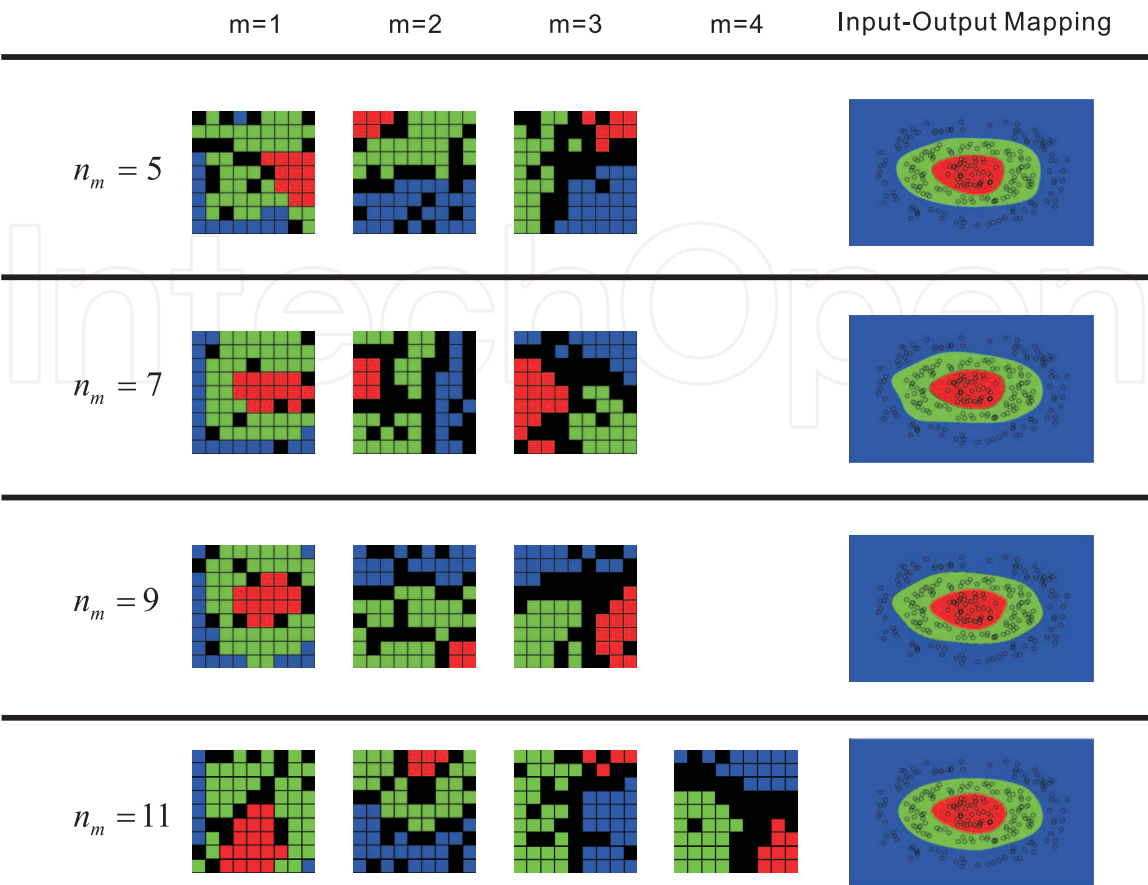 m=1 m=2 m=3 m=4 Input-Output Mapping
n_m = 5
IntechOpen
n_m = 7
n_m = 9
n_m = 11